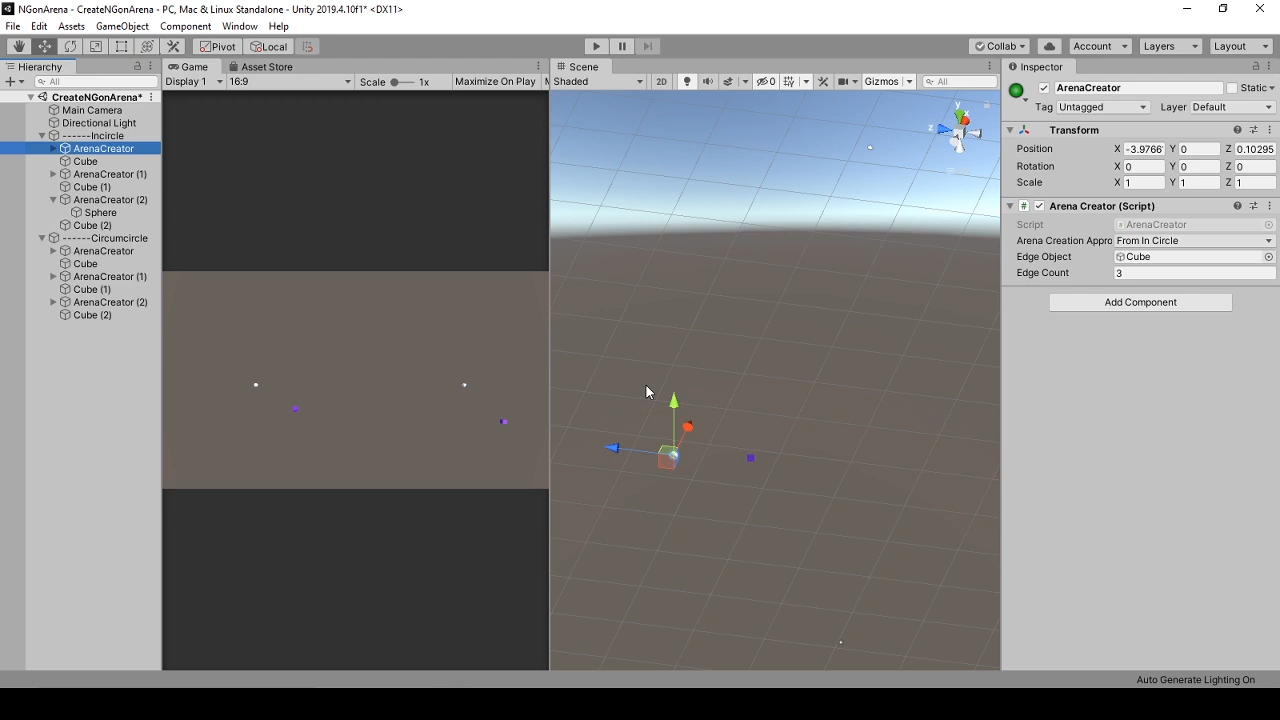 NGonArena - CreateNGonArena - PC, Mac & Linux Standalone - Unity 2019.4.10f1* <DX11>
File Edit Assets GameObject Component Window Help
Pivot Local Collab Account Layers Layout
Hierarchy
All
CreateNGonArena*
Main Camera
Directional Light
------Incircle
ArenaCreator
Cube
ArenaCreator (1)
Cube (1)
ArenaCreator (2)
Sphere
Cube (2)
------Circumcircle
ArenaCreator
Cube
ArenaCreator (1)
Cube (1)
ArenaCreator (2)
Cube (2)
Game Asset Store
Display 1 16:9 Scale 1x Maximize On Play
Scene
Shaded 2D 0 Gizmos All
y
x
z
Inspector
ArenaCreator Static
Tag Untagged Layer Default
Transform
Position X -3.9766 Y 0 Z 0.10295
Rotation X 0 Y 0 Z 0
Scale X 1 Y 1 Z 1
# Arena Creator (Script)
Script ArenaCreator
Arena Creation Appro From In Circle
Edge Object Cube
Edge Count 3
Add Component
Auto Generate Lighting On